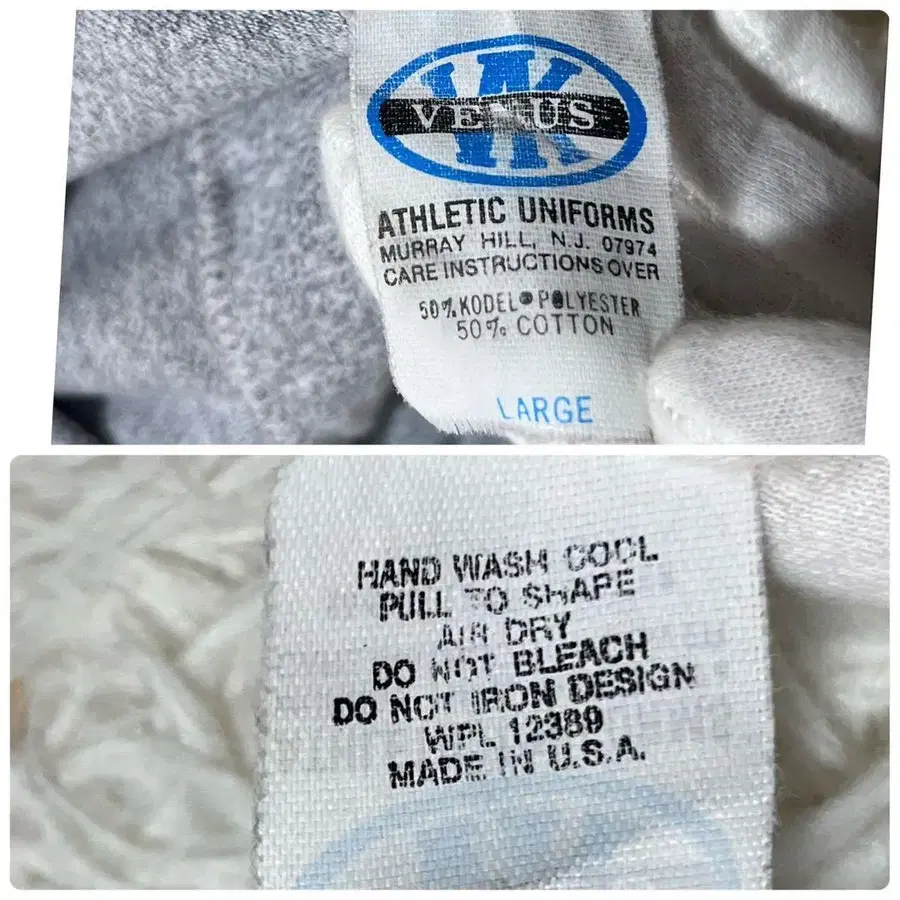 VK
VENUS
ATHLETIC UNIFORMS
MURRAY HILL, N.J. 07974
CARE INSTRUCTIONS OVER
50% KODEL® POLYESTER
50% COTTON
LARGE
HAND WASH COOL
PULL TO SHAPE
AIR DRY
DO NOT BLEACH
DO NOT IRON DESIGN
WPL 12389
MADE IN U.S.A.